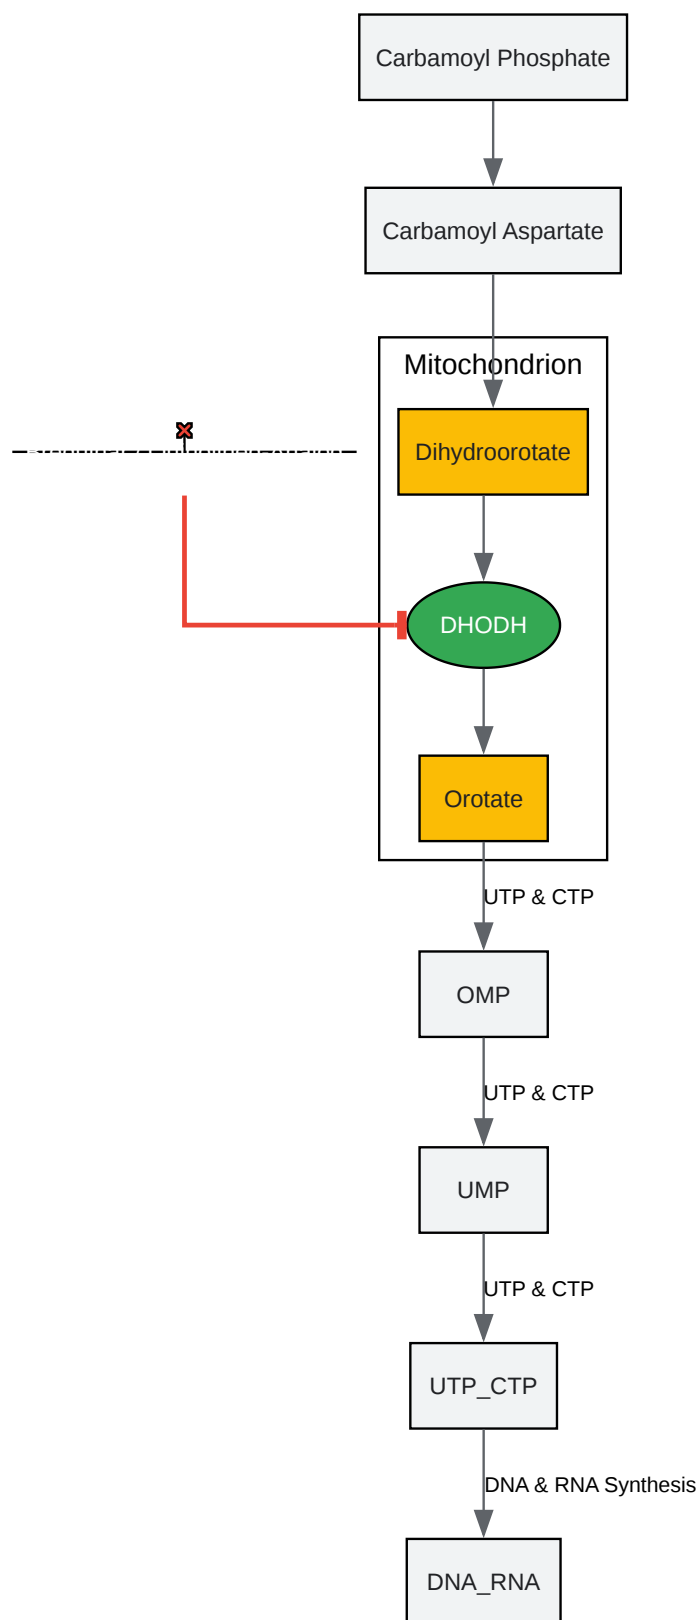 Carbamoyl Phosphate
Carbamoyl Aspartate
Mitochondrion
Dihydroorotate
DHODH
Orotate
UTP & CTP
OMP
UTP & CTP
UMP
UTP & CTP
UTP_CTP
DNA & RNA Synthesis
DNA_RNA